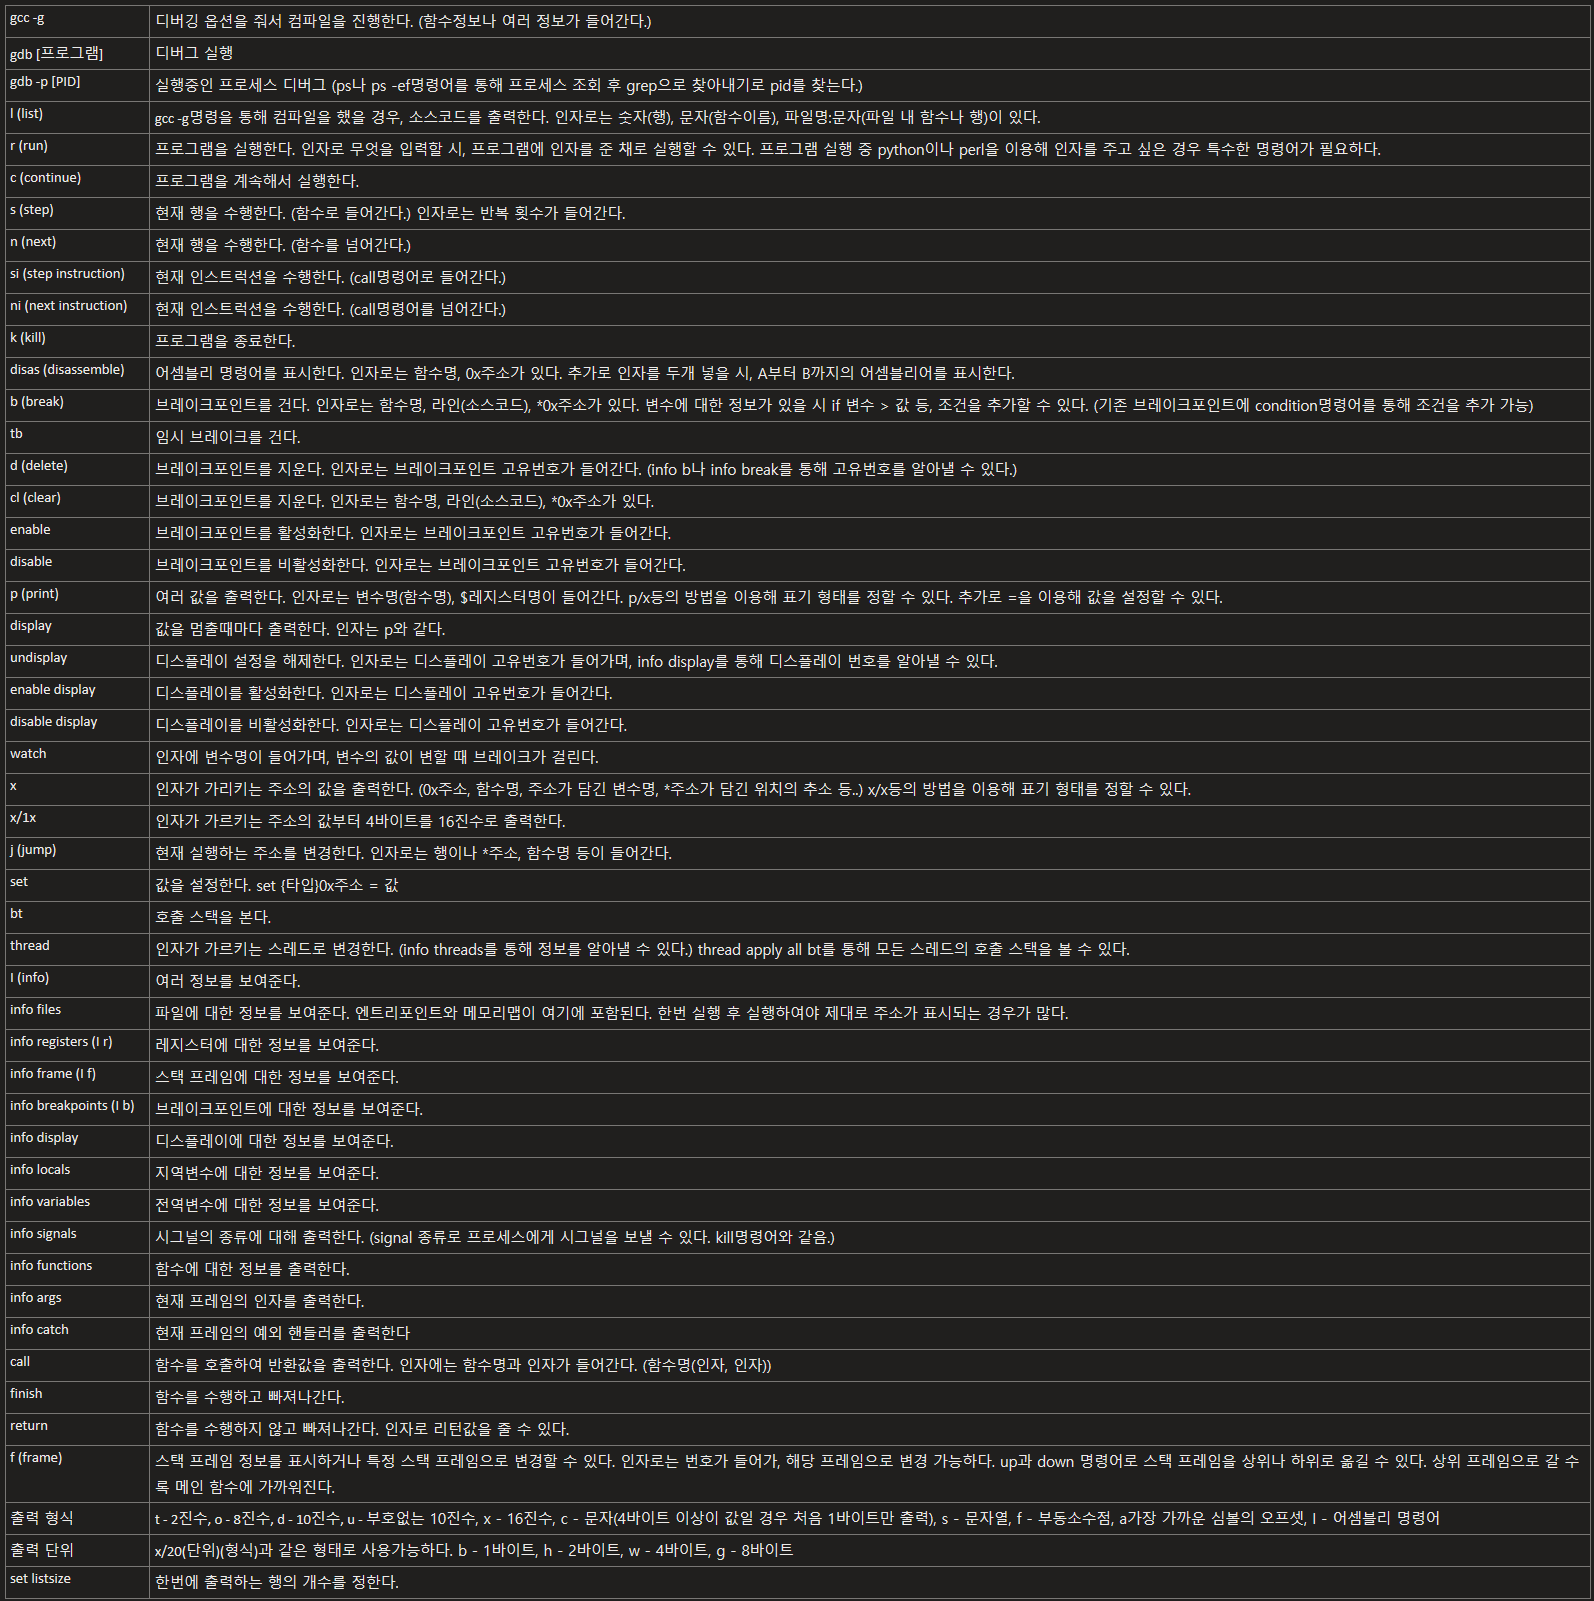 gcc -g 디버깅 옵션을 줘서 컴파일을 진행한다. (함수정보나 여러 정보가 들어간다.)
gdb [프로그램] 디버그 실행
gdb -p [PID] 실행중인 프로세스 디버그 (ps나 ps -ef명령어를 통해 프로세스 조회 후 grep으로 찾아내기로 pid를 찾는다.)
l (list) gcc -g명령을 통해 컴파일을 했을 경우, 소스코드를 출력한다. 인자로는 숫자(행), 문자(함수이름), 파일명:문자(파일 내 함수나 행)이 있다.
r (run) 프로그램을 실행한다. 인자로 무엇을 입력할 시, 프로그램에 인자를 준 채로 실행할 수 있다. 프로그램 실행 중 python이나 perl을 이용해 인자를 주고 싶은 경우 특수한 명령어가 필요하다.
c (continue) 프로그램을 계속해서 실행한다.
s (step) 현재 행을 수행한다. (함수로 들어간다.) 인자로는 반복 횟수가 들어간다.
n (next) 현재 행을 수행한다. (함수를 넘어간다.)
si (step instruction) 현재 인스트럭션을 수행한다. (call명령어로 들어간다.)
ni (next instruction) 현재 인스트럭션을 수행한다. (call명령어를 넘어간다.)
k (kill) 프로그램을 종료한다.
disas (disassemble) 어셈블리 명령어를 표시한다. 인자로는 함수명, 0x주소가 있다. 추가로 인자를 두개 넣을 시, A부터 B까지의 어셈블리어를 표시한다.
b (break) 브레이크포인트를 건다. 인자로는 함수명, 라인(소스코드), *0x주소가 있다. 변수에 대한 정보가 있을 시 if 변수 > 값 등, 조건을 추가할 수 있다. (기존 브레이크포인트에 condition명령어를 통해 조건을 추가 가능)
tb 임시 브레이크를 건다.
d (delete) 브레이크포인트를 지운다. 인자로는 브레이크포인트 고유번호가 들어간다. (info b나 info break를 통해 고유번호를 알아낼 수 있다.)
cl (clear) 브레이크포인트를 지운다. 인자로는 함수명, 라인(소스코드), *0x주소가 있다.
enable 브레이크포인트를 활성화한다. 인자로는 브레이크포인트 고유번호가 들어간다.
disable 브레이크포인트를 비활성화한다. 인자로는 브레이크포인트 고유번호가 들어간다.
p (print) 여러 값을 출력한다. 인자로는 변수명(함수명), $레지스터명이 들어간다. p/x등의 방법을 이용해 표기 형태를 정할 수 있다. 추가로 =을 이용해 값을 설정할 수 있다.
display 값을 멈출때마다 출력한다. 인자는 p와 같다.
undisplay 디스플레이 설정을 해제한다. 인자로는 디스플레이 고유번호가 들어가며, info display를 통해 디스플레이 번호를 알아낼 수 있다.
enable display 디스플레이를 활성화한다. 인자로는 디스플레이 고유번호가 들어간다.
disable display 디스플레이를 비활성화한다. 인자로는 디스플레이 고유번호가 들어간다.
watch 인자에 변수명이 들어가며, 변수의 값이 변할 때 브레이크가 걸린다.
x 인자가 가리키는 주소의 값을 출력한다. (0x주소, 함수명, 주소가 담긴 변수명, *주소가 담긴 위치의 추소 등..) x/x등의 방법을 이용해 표기 형태를 정할 수 있다.
x/1x 인자가 가르키는 주소의 값부터 4바이트를 16진수로 출력한다.
j (jump) 현재 실행하는 주소를 변경한다. 인자로는 행이나 *주소, 함수명 등이 들어간다.
set 값을 설정한다. set {타입}0x주소 = 값
bt 호출 스택을 본다.
thread 인자가 가르키는 스레드로 변경한다. (info threads를 통해 정보를 알아낼 수 있다.) thread apply all bt를 통해 모든 스레드의 호출 스택을 볼 수 있다.
I (info) 여러 정보를 보여준다.
info files 파일에 대한 정보를 보여준다. 엔트리포인트와 메모리맵이 여기에 포함된다. 한번 실행 후 실행하여야 제대로 주소가 표시되는 경우가 많다.
info registers (I r) 레지스터에 대한 정보를 보여준다.
info frame (I f) 스택 프레임에 대한 정보를 보여준다.
info breakpoints (I b) 브레이크포인트에 대한 정보를 보여준다.
info display 디스플레이에 대한 정보를 보여준다.
info locals 지역변수에 대한 정보를 보여준다.
info variables 전역변수에 대한 정보를 보여준다.
info signals 시그널의 종류에 대해 출력한다. (signal 종류로 프로세스에게 시그널을 보낼 수 있다. kill명령어와 같음.)
info functions 함수에 대한 정보를 출력한다.
info args 현재 프레임의 인자를 출력한다.
info catch 현재 프레임의 예외 핸들러를 출력한다
call 함수를 호출하여 반환값을 출력한다. 인자에는 함수명과 인자가 들어간다. (함수명(인자, 인자))
finish 함수를 수행하고 빠져나간다.
return 함수를 수행하지 않고 빠져나간다. 인자로 리턴값을 줄 수 있다.
f (frame) 스택 프레임 정보를 표시하거나 특정 스택 프레임으로 변경할 수 있다. 인자로는 번호가 들어가, 해당 프레임으로 변경 가능하다. up과 down 명령어로 스택 프레임을 상위나 하위로 옮길 수 있다. 상위 프레임으로 갈 수
록 메인 함수에 가까워진다.
출력 형식 t - 2진수, o - 8진수, d - 10진수, u - 부호없는 10진수, x - 16진수, c - 문자(4바이트 이상이 값일 경우 처음 1바이트만 출력), s - 문자열, f - 부동소수점, a가장 가까운 심볼의 오프셋, I - 어셈블리 명령어
출력 단위 x/20(단위)(형식)과 같은 형태로 사용가능하다. b - 1바이트, h - 2바이트, w - 4바이트, g - 8바이트
set listsize 한번에 출력하는 행의 개수를 정한다.